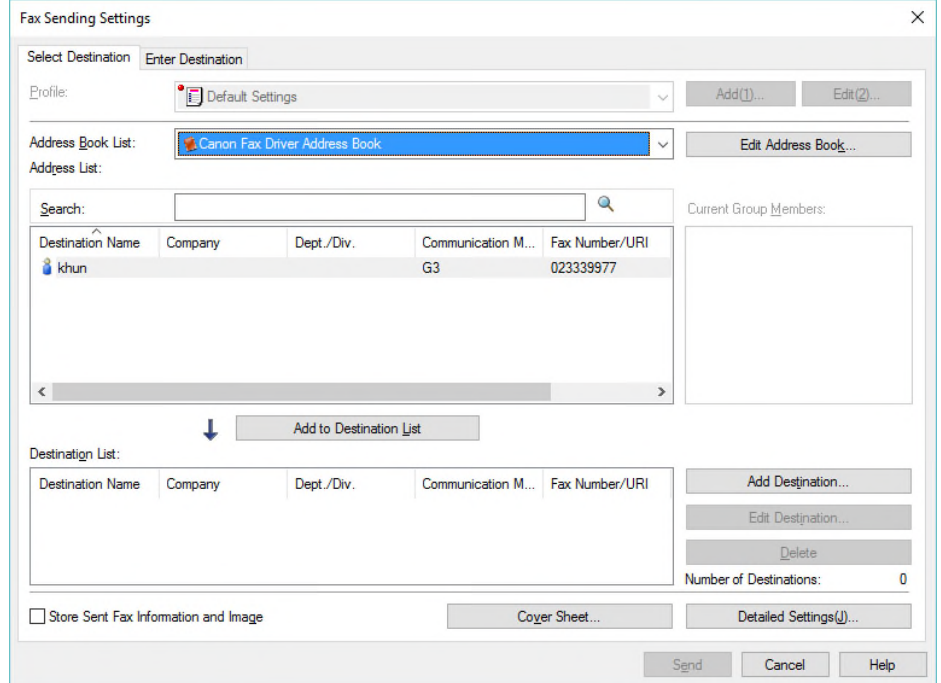 Fax Sending Settings
Select Destination Enter Destination
Profile: Default Settings Add(1)... Edit(2)...
Address Book List: Canon Fax Driver Address Book Edit Address Book...
Address List:
Search: Current Group Members:
Destination Name Company Dept./Div. Communication M... Fax Number/URI
khun G3 023339977
Add to Destination List
Destination List:
Destination Name Company Dept./Div. Communication M... Fax Number/URI
Add Destination...
Edit Destination...
Delete
Number of Destinations: 0
Store Sent Fax Information and Image Cover Sheet... Detailed Settings(J)...
Send Cancel Help